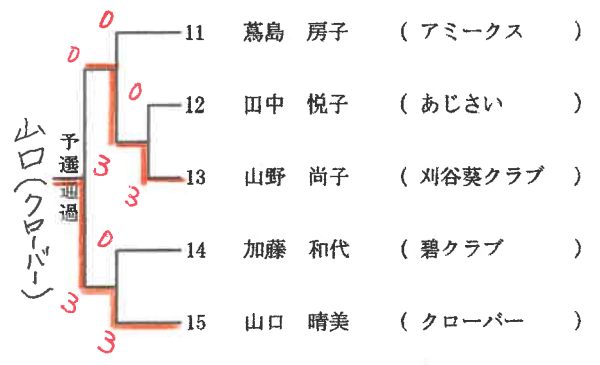 0
11 蔦島 房子 ( アミークス )
0
0
12 田中 悦子 ( あじさい )
3
3
13 山野 尚子 ( 刈谷葵クラブ )
予選通過
山口(クローバー)
0
14 加藤 和代 ( 碧クラブ )
3
3
15 山口 晴美 ( クローバー )